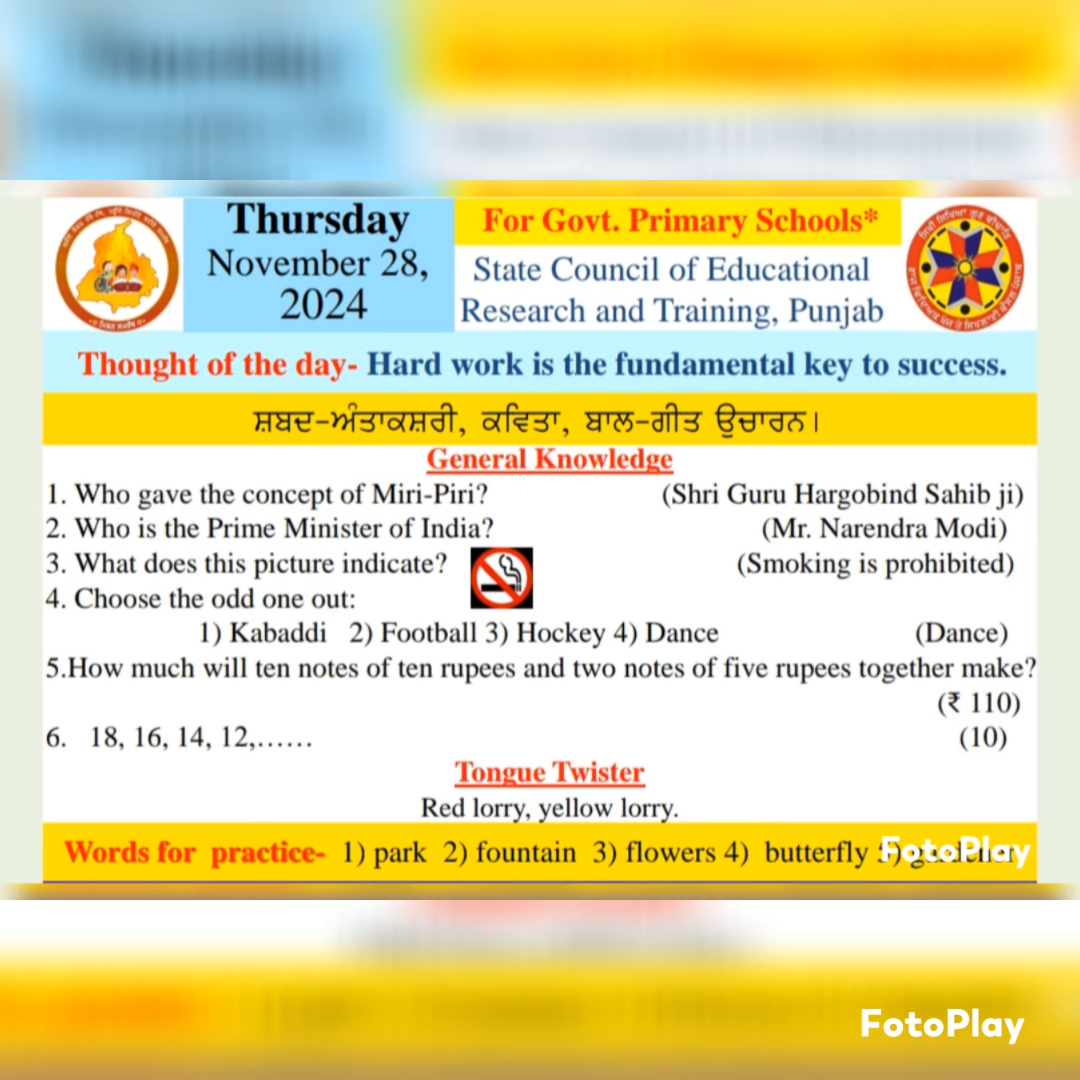 Thursday
November 28,
2024
For Govt. Primary Schools*
State Council of Educational
Research and Training, Punjab
Thought of the day- Hard work is the fundamental key to success.
ਸ਼ਬਦ-ਅੰਤਾਕਸ਼ਰੀ, ਕਵਿਤਾ, ਬਾਲ-ਗੀਤ ਉਚਾਰਨ।
General Knowledge
1. Who gave the concept of Miri-Piri? (Shri Guru Hargobind Sahib ji)
2. Who is the Prime Minister of India? (Mr. Narendra Modi)
3. What does this picture indicate? (Smoking is prohibited)
4. Choose the odd one out:
1) Kabaddi 2) Football 3) Hockey 4) Dance (Dance)
5.How much will ten notes of ten rupees and two notes of five rupees together make?
(₹ 110)
6. 18, 16, 14, 12,...... (10)
Tongue Twister
Red lorry, yellow lorry.
Words for practice- 1) park 2) fountain 3) flowers 4) butterfly 5)
FotoPlay
FotoPlay